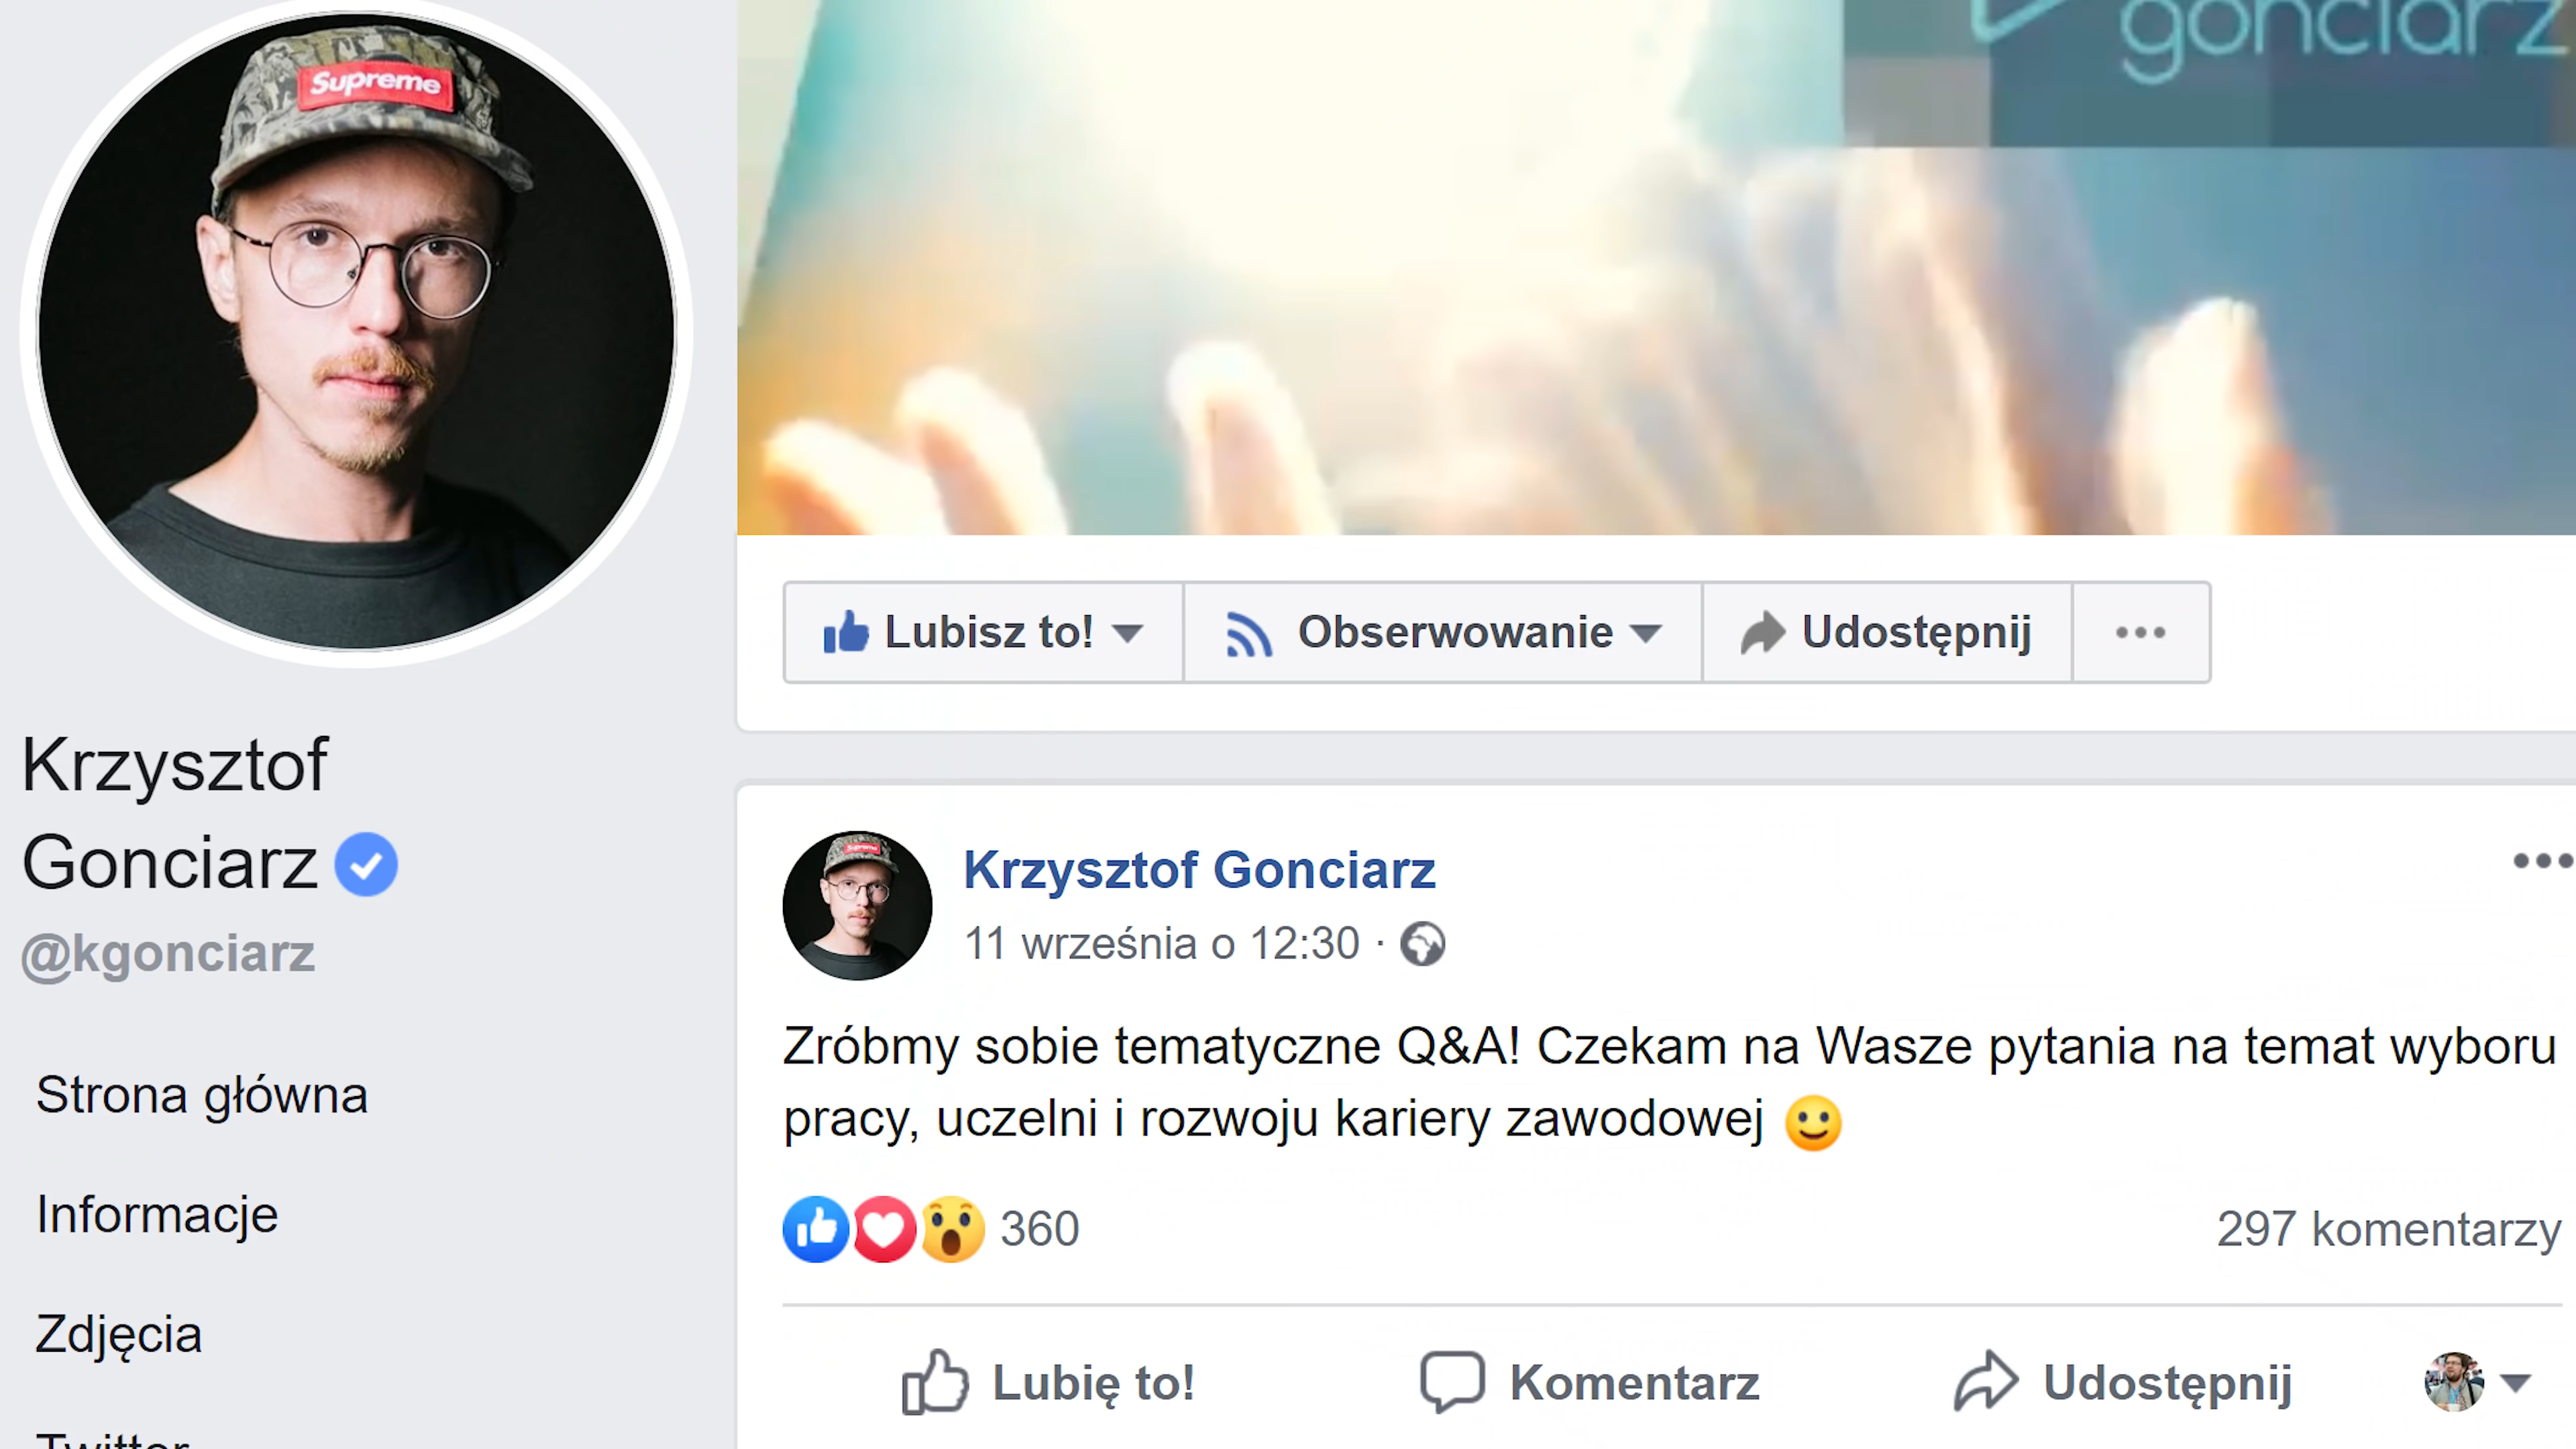 Supreme
gonciarz
Lubisz to!
Obserwowanie
Udostępnij
Krzysztof
Gonciarz
@kgonciarz
Strona główna
Informacje
Zdjęcia
Twitter
Krzysztof Gonciarz
11 września o 12:30 ·
Zróbmy sobie tematyczne Q&A! Czekam na Wasze pytania na temat wyboru
pracy, uczelni i rozwoju kariery zawodowej
360
297 komentarzy
Lubię to!
Komentarz
Udostępnij